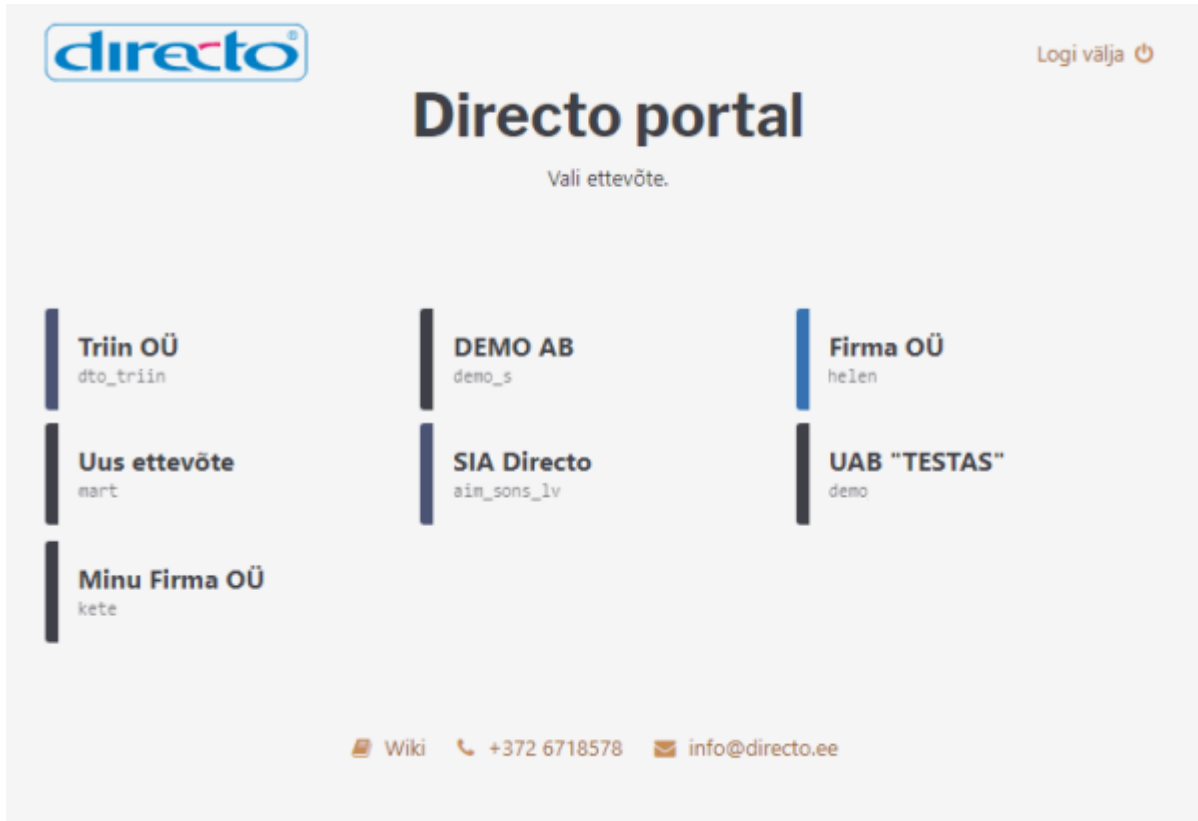 directo®
Logi välja
Directo portal
Vali ettevõte.
Triin OÜ
dto_triin
DEMO AB
demo_s
Firma OÜ
helen
Uus ettevõte
mart
SIA Directo
aim_sons_lv
UAB "TESTAS"
demo
Minu Firma OÜ
kete
Wiki +372 6718578 info@directo.ee